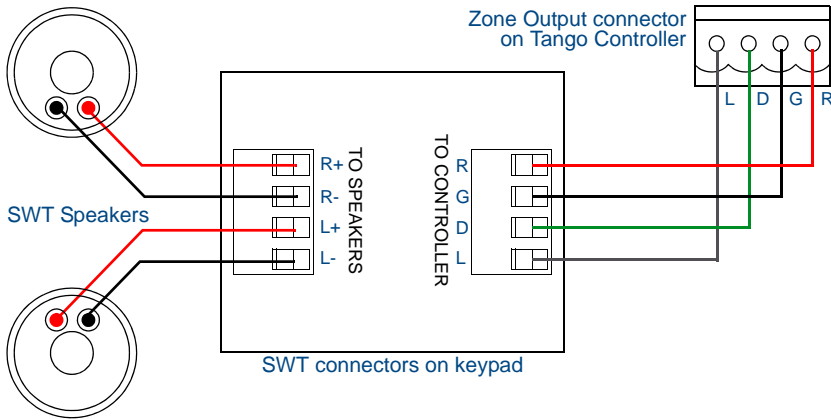 Zone Output connector
on Tango Controller
L D G R
SWT Speakers
R+
R-
L+
L-
TO SPEAKERS
TO CONTROLLER
R
G
D
L
SWT connectors on keypad